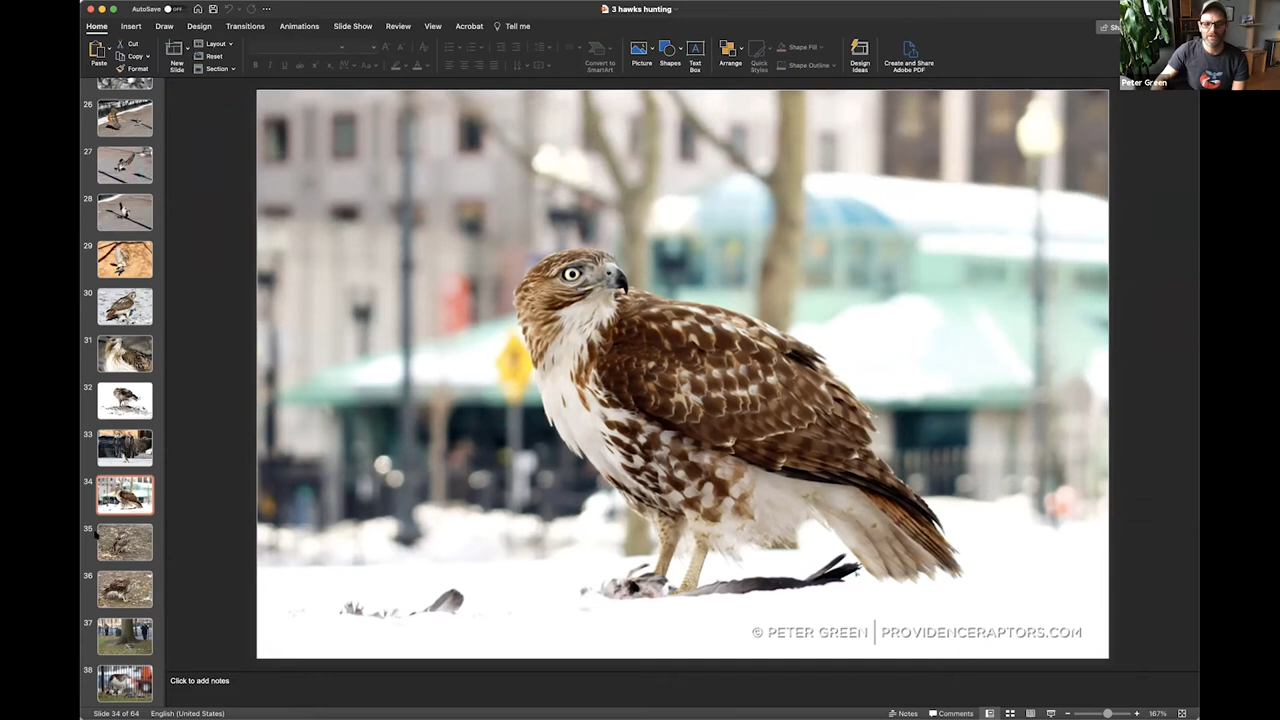 AutoSave OFF
3 hawks hunting
Home Insert Draw Design Transitions Animations Slide Show Review View Acrobat Tell me
Paste
Cut
Copy
Format
New Slide
Layout
Reset
Section
Convert to SmartArt
Picture
Shapes
Text Box
Arrange
Quick Styles
Shape Fill
Shape Outline
Design Ideas
Create and Share Adobe PDF
Peter Green
26
27
28
29
30
31
32
33
34
35
36
37
38
© PETER GREEN | PROVIDENCERAPTORS.COM
Click to add notes
Slide 34 of 64 English (United States) Notes Comments 167%